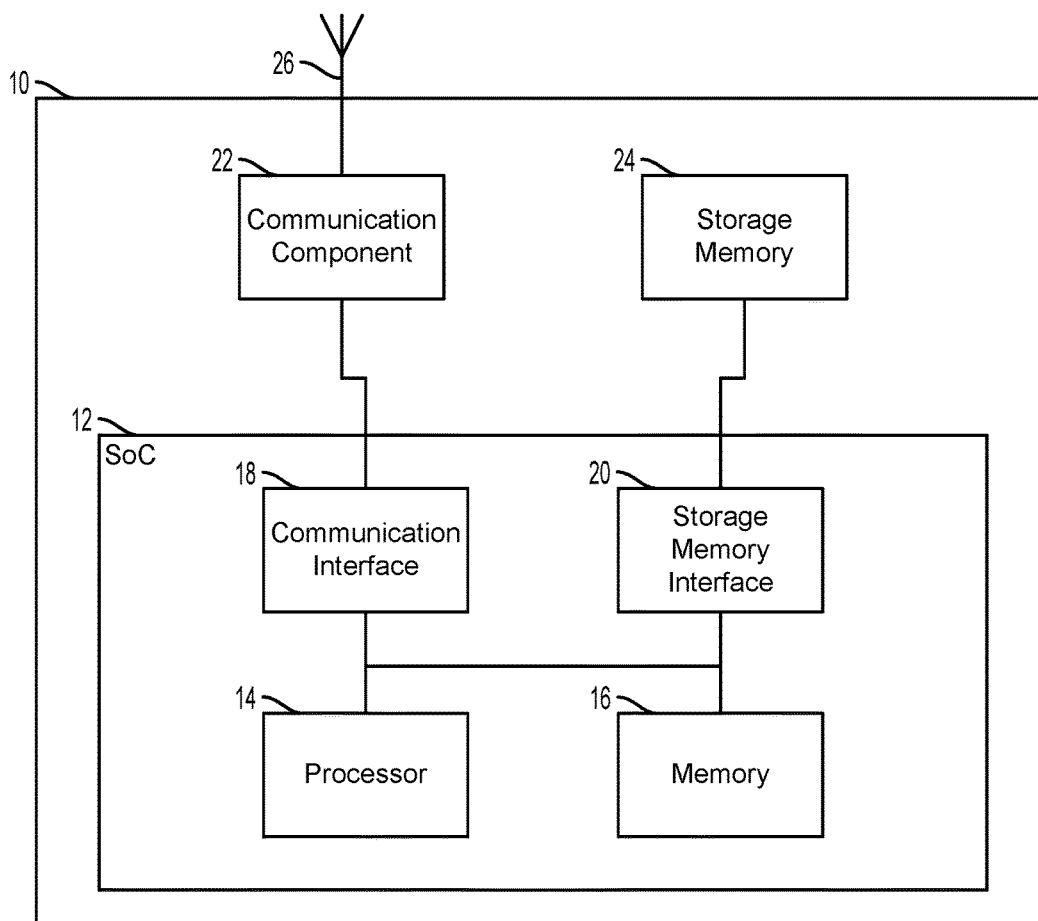 26
10
22
24
Communication
Component
Storage
Memory
12
SoC
18
20
Communication
Interface
Storage
Memory
Interface
14
16
Processor
Memory